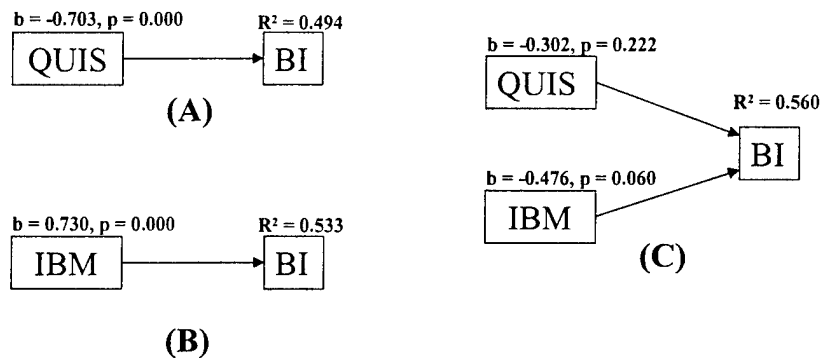 b = -0.703, p = 0.000
R² = 0.494
QUIS
BI
(A)
b = 0.730, p = 0.000
R² = 0.533
IBM
BI
(B)
b = -0.302, p = 0.222
QUIS
R² = 0.560
BI
b = -0.476, p = 0.060
IBM
(C)